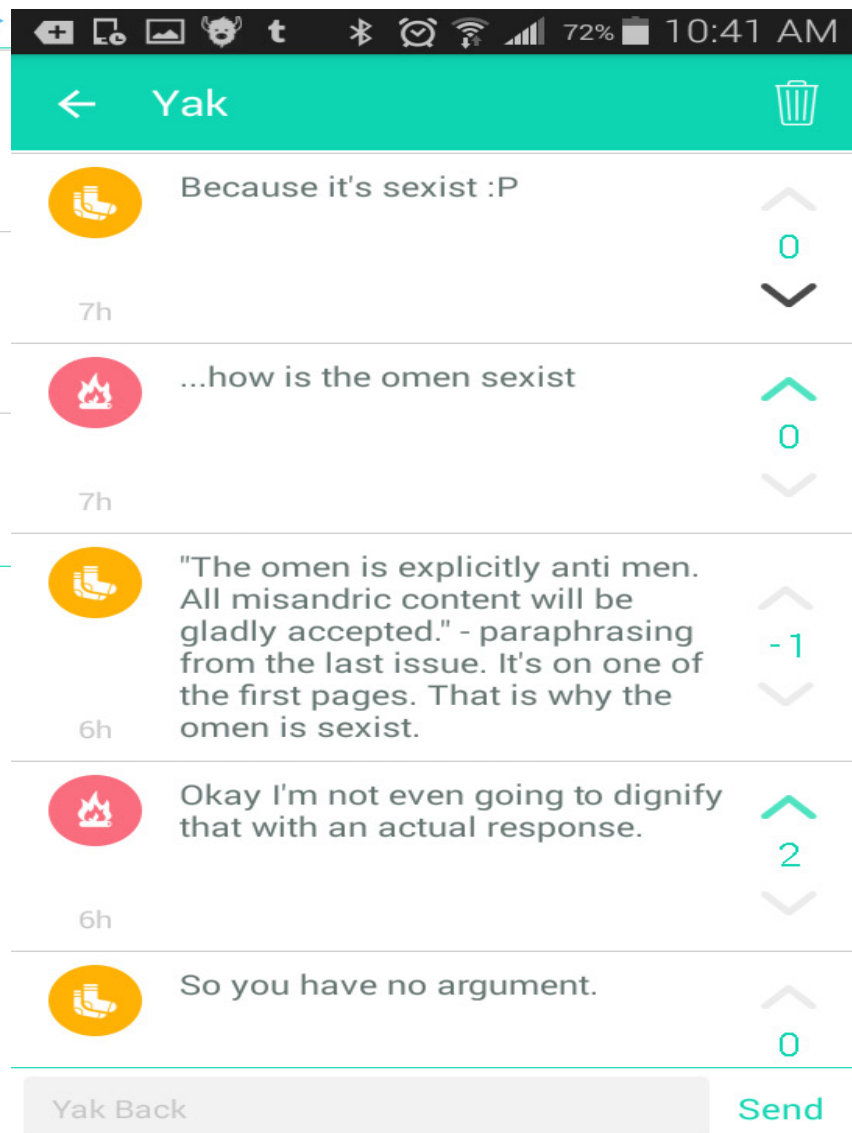 t 72% 10:41 AM
Yak
Because it's sexist :P
0
7h
...how is the omen sexist
0
7h
"The omen is explicitly anti men.
All misandric content will be
gladly accepted." - paraphrasing
from the last issue. It's on one of
the first pages. That is why the
omen is sexist.
-1
6h
Okay I'm not even going to dignify
that with an actual response.
2
6h
So you have no argument.
0
Yak Back
Send